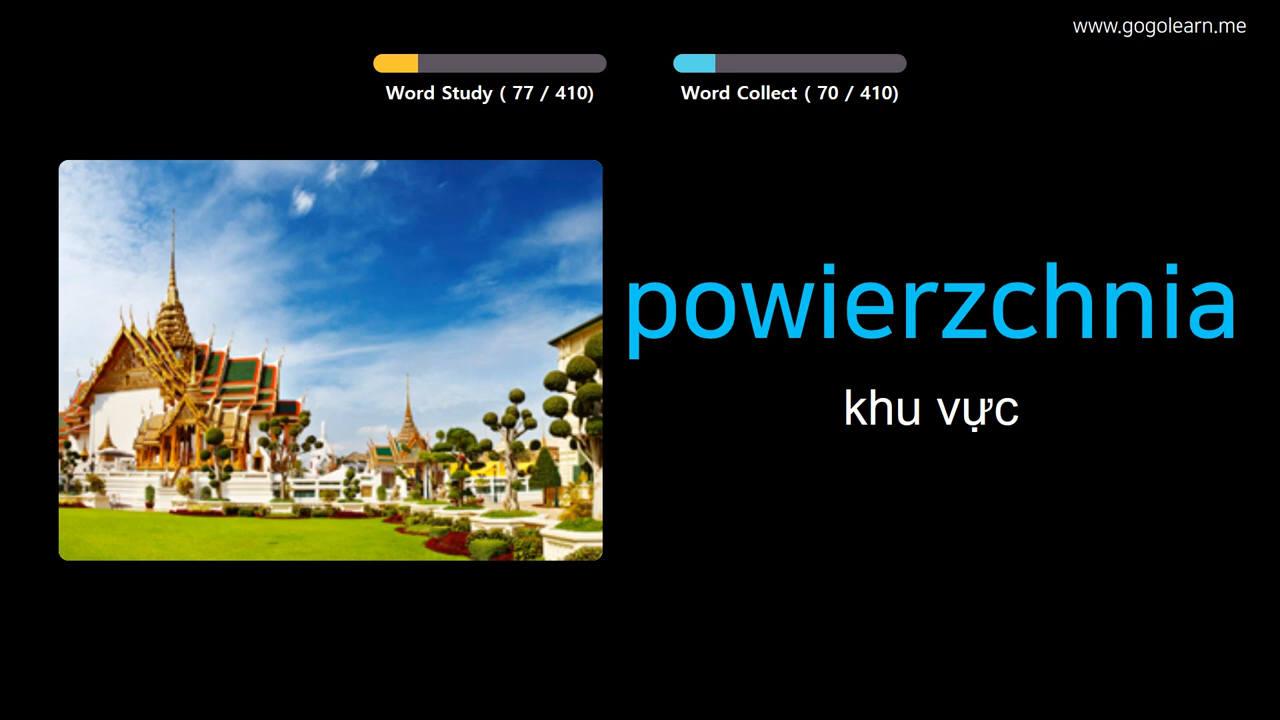 www.gogolearn.me
Word Study ( 77 / 410)
Word Collect ( 70 / 410)
powierzchnia
khu vực